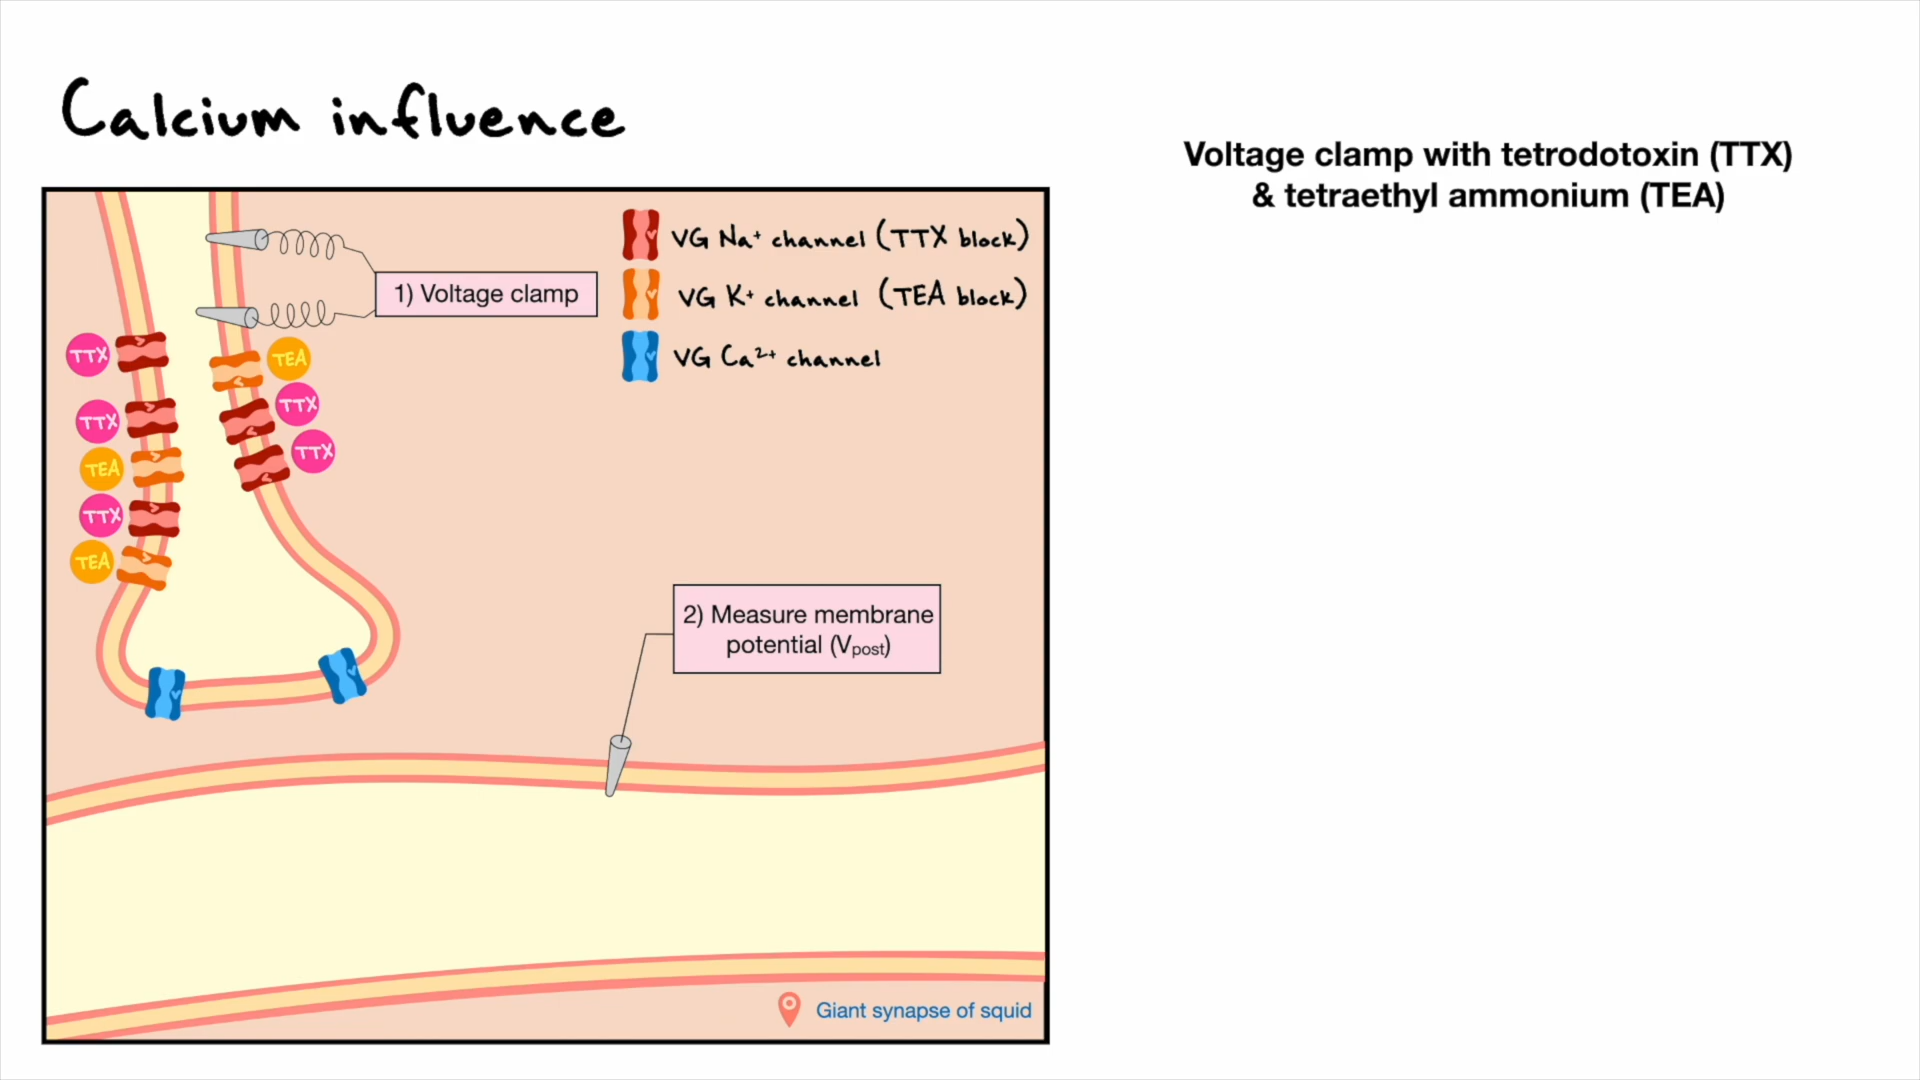 Calcium influence
Voltage clamp with tetrodotoxin (TTX)
& tetraethyl ammonium (TEA)
VG Na⁺ channel (TTX block)
VG K⁺ channel (TEA block)
VG Ca²⁺ channel
1) Voltage clamp
TTX
TEA
TTX
TTX
TTX
TEA
TTX
TEA
2) Measure membrane
potential (Vpost)
Giant synapse of squid